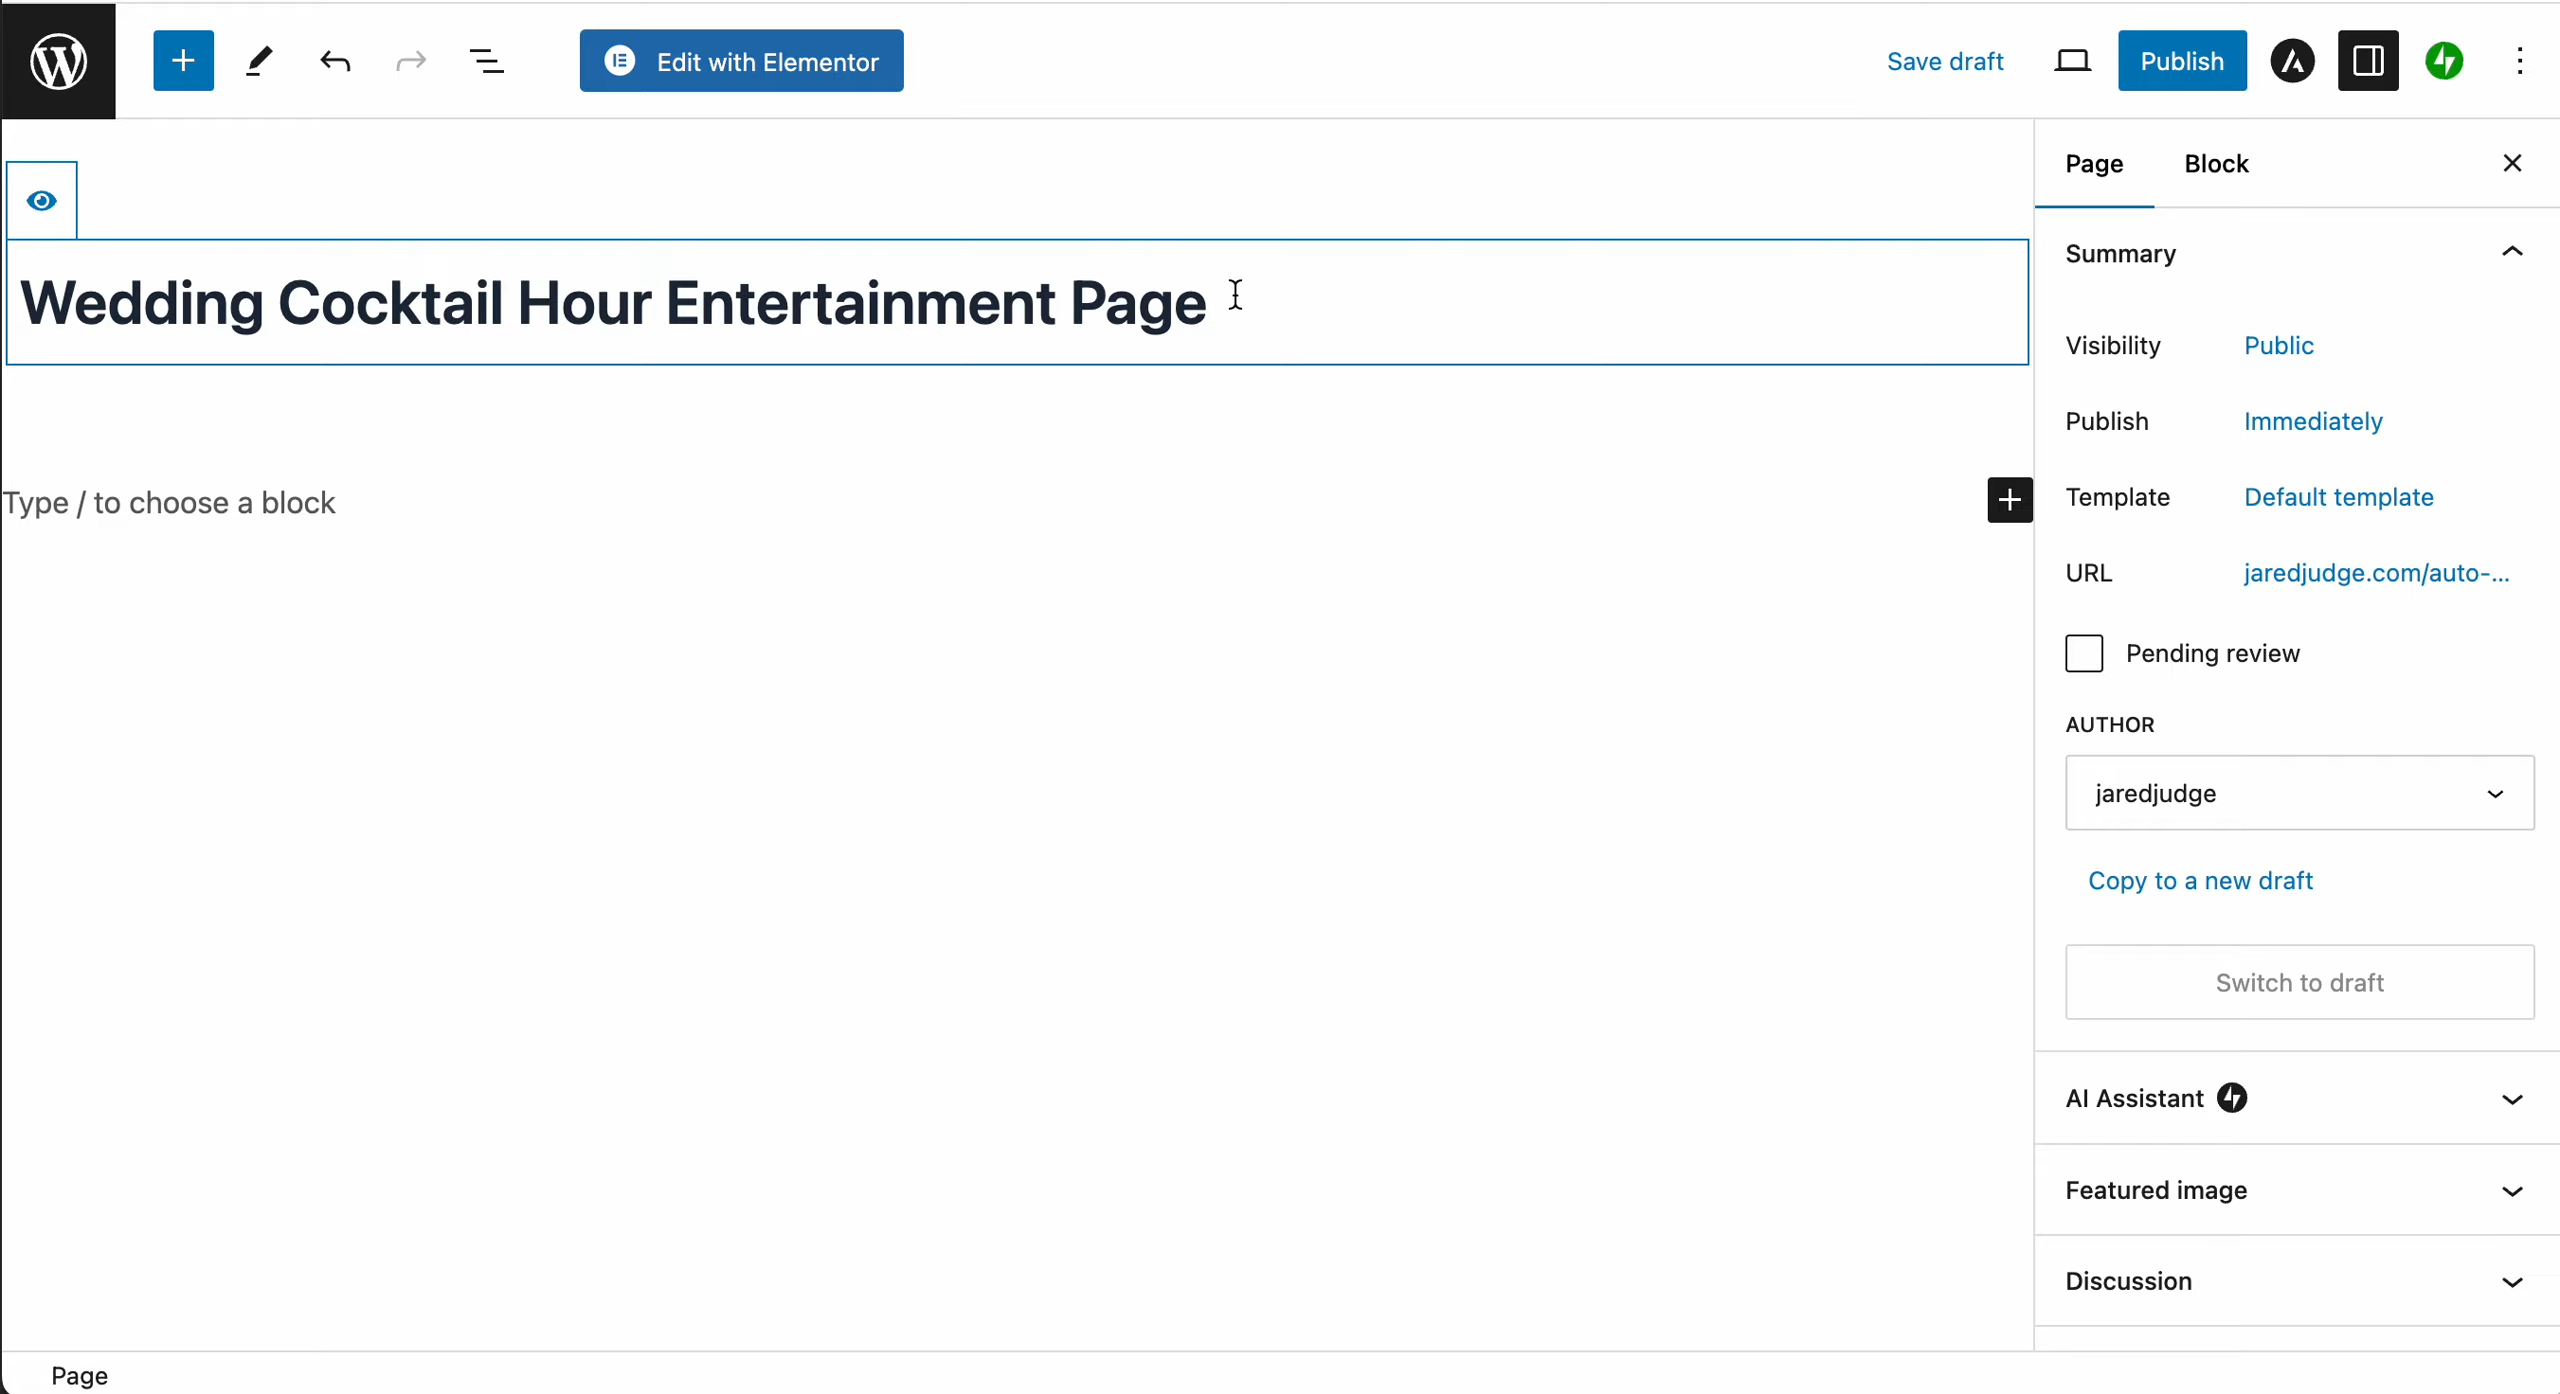 Edit with Elementor
Save draft
Publish
Page
Block
Wedding Cocktail Hour Entertainment Page
Type / to choose a block
Summary
Visibility
Public
Publish
Immediately
Template
Default template
URL
jaredjudge.com/auto-...
Pending review
AUTHOR
jaredjudge
Copy to a new draft
Switch to draft
AI Assistant
Featured image
Discussion
Page